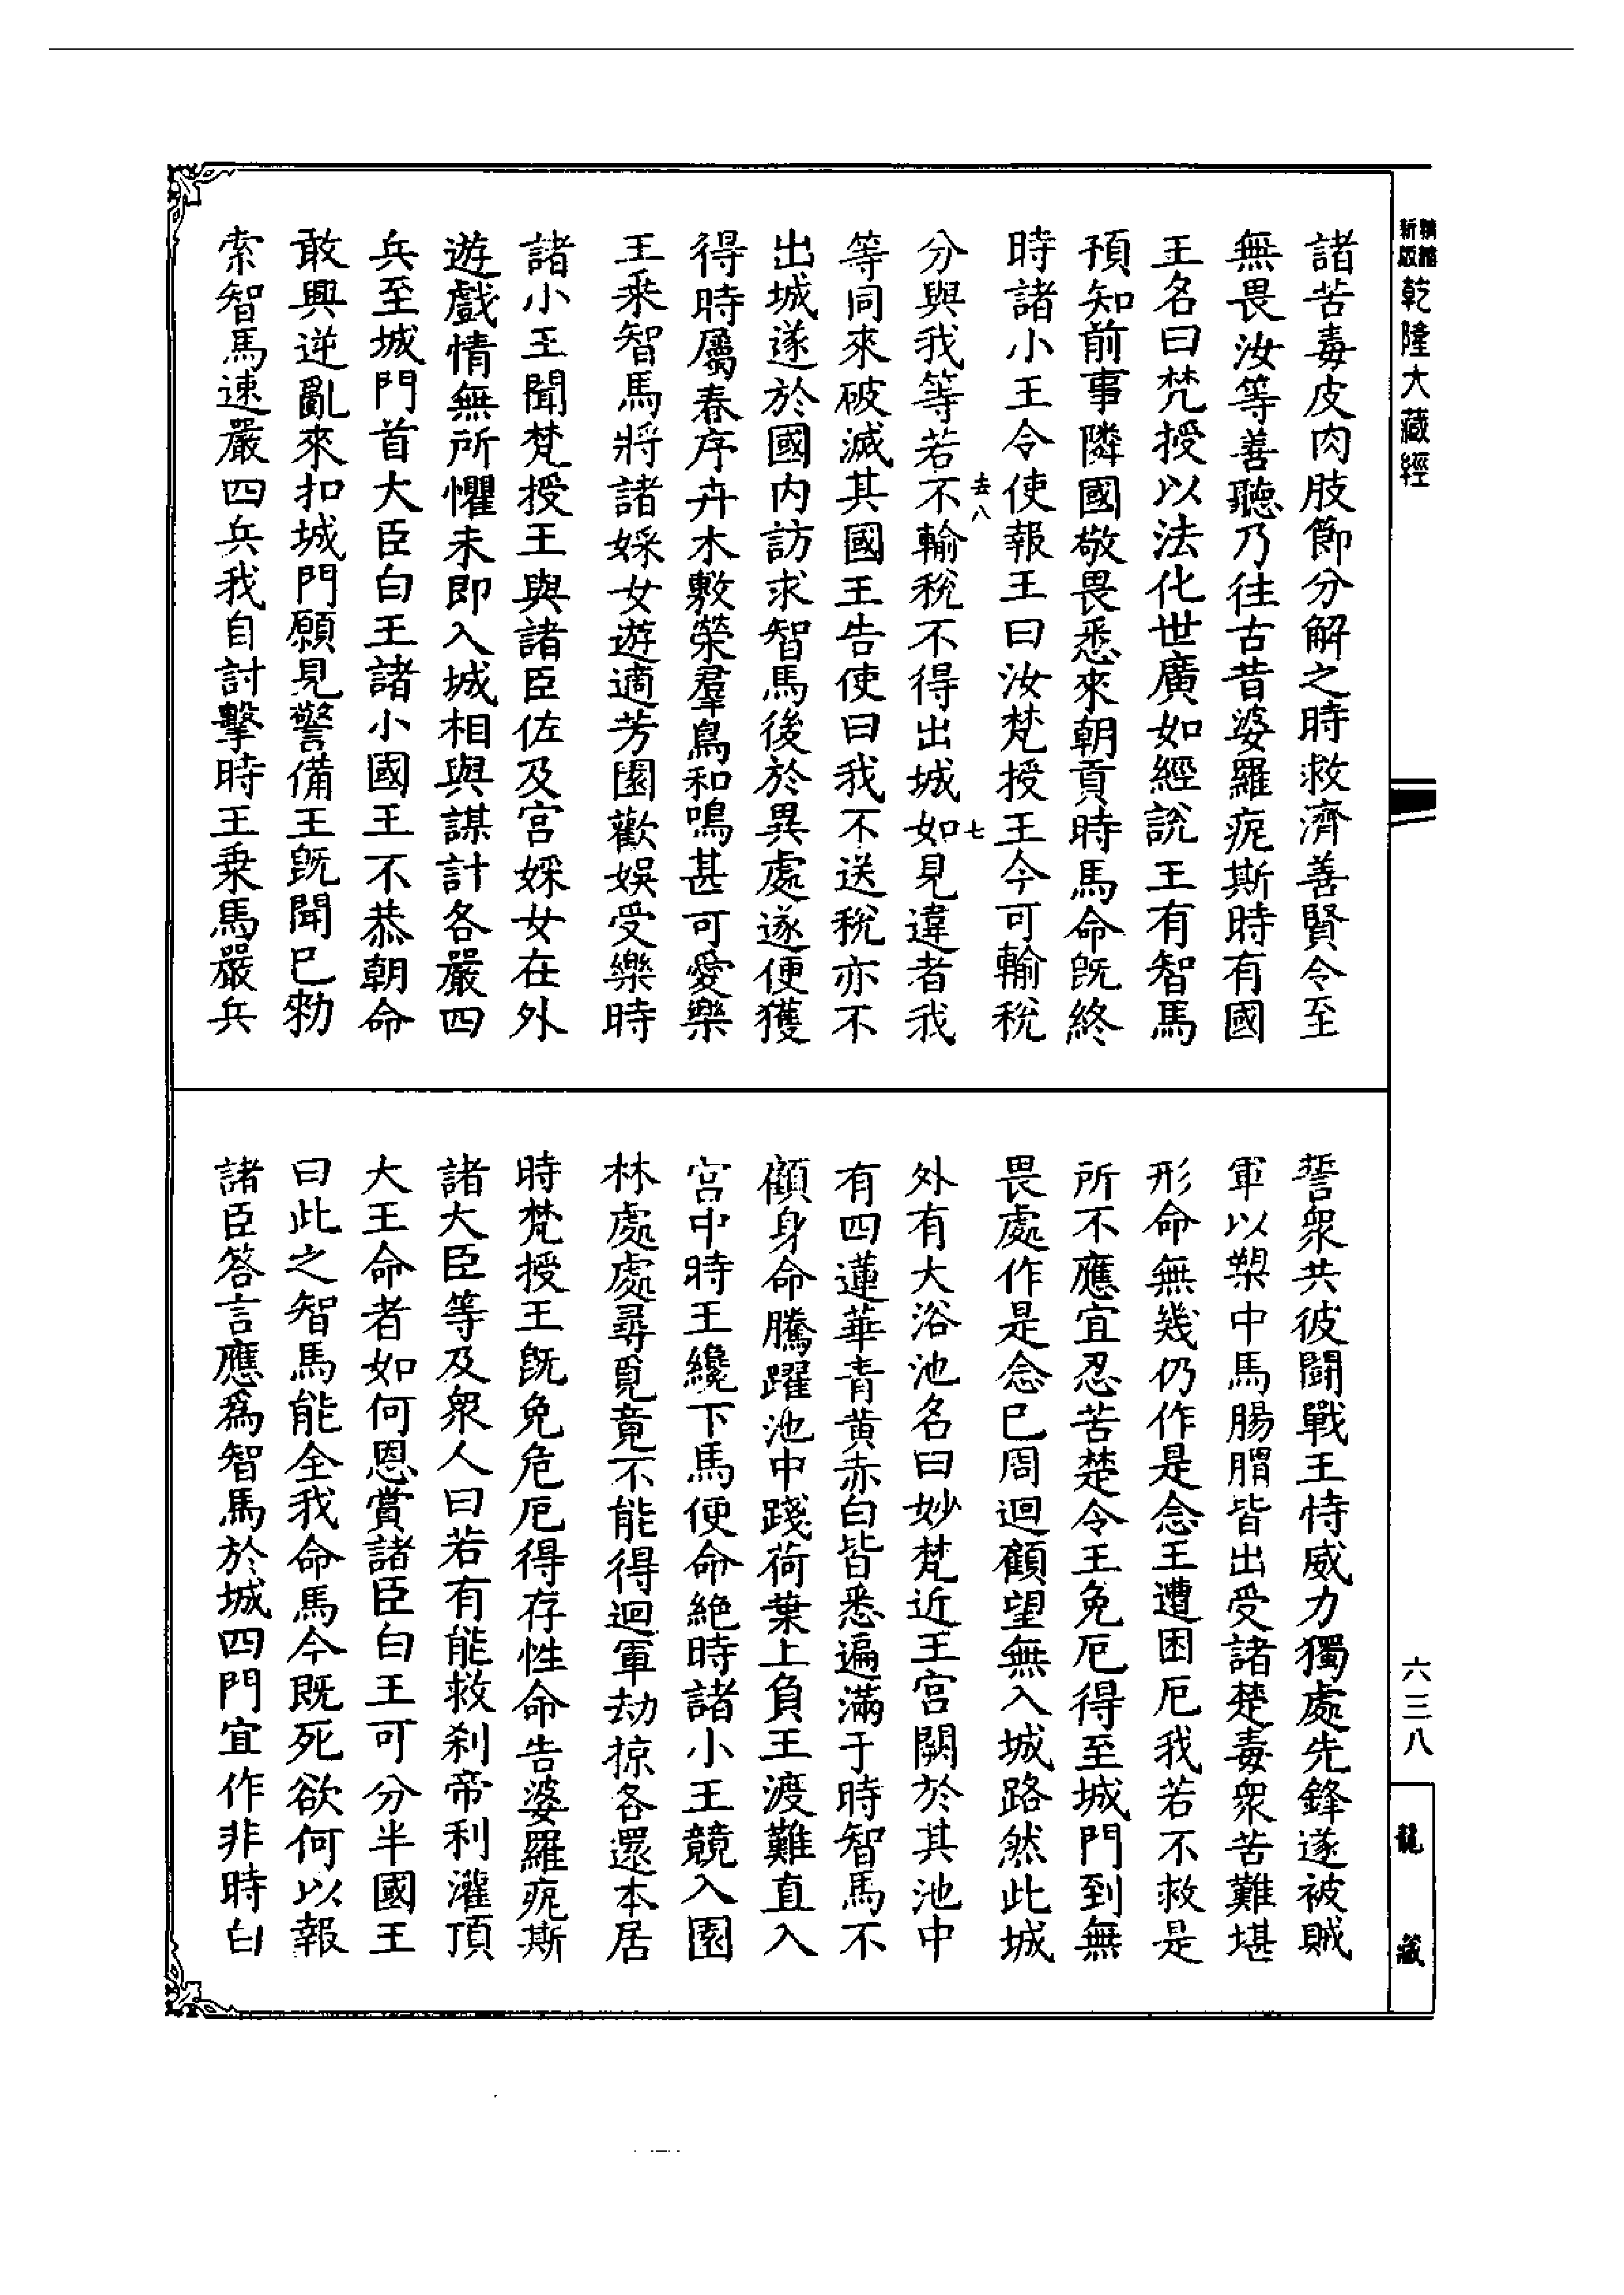 新版
精縮
乾隆大藏經
諸苦毒皮肉肢節分解之時救濟善賢令至
無畏汝等善聽乃往古昔婆羅痆斯時有國
王名曰梵授以法化世廣如經說王有智馬
預知前事隣國敬畏悉來朝貢時馬命旣終
時諸小王令使報王曰汝梵授王今可輸稅
去八
七
分與我等若不輸稅不得出城如見違者我
等同來破滅其國王告使曰我不送稅亦不
出城遂於國內訪求智馬後於異處遂便獲
得時屬春序卉木敷榮羣鳥和鳴甚可愛樂
王乘智馬將諸婇女遊適芳園歡娛受樂時
諸小王聞梵授王與諸臣佐及宮婇女在外
遊戲情無所懼未即入城相與謀計各嚴四
兵至城門首大臣白王諸小國王不恭朝命
敢興逆亂來扣城門願見警備王旣聞已勑
索智馬速嚴四兵我自討擊時王乗馬嚴兵
誓衆共彼鬪戰王恃威力獨處先鋒遂被賊
軍以槊中馬腸䐗皆出受諸楚毒衆苦難堪
形命無幾仍作是念王遭困厄我若不救是
所不應宜忍苦楚令王免厄得至城門到無
畏處作是念已周迴顧望無入城路然此城
外有大浴池名曰妙梵近王宮闕於其池中
有四蓮華青黄赤白皆悉遍滿于時智馬不
顧身命騰躍池中踐荷葉上負王渡難直入
宮中時王纔下馬便命絶時諸小王競入園
林處處尋覓竟不能得迴軍劫掠各還本居
時梵授王旣免危厄得存性命告婆羅痆斯
諸大臣等及衆人曰若有能救刹帝利灌頂
大王命者如何恩賞諸臣白王可分半國王
曰此之智馬能全我命馬今既死欲何以報
諸臣答言應爲智馬於城四門宜作非時白
六三八
龍藏